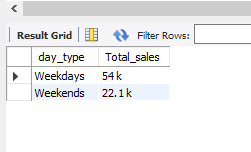 Result Grid Filter Rows:
day_type Total_sales
Weekdays 54 k
Weekends 22.1 k